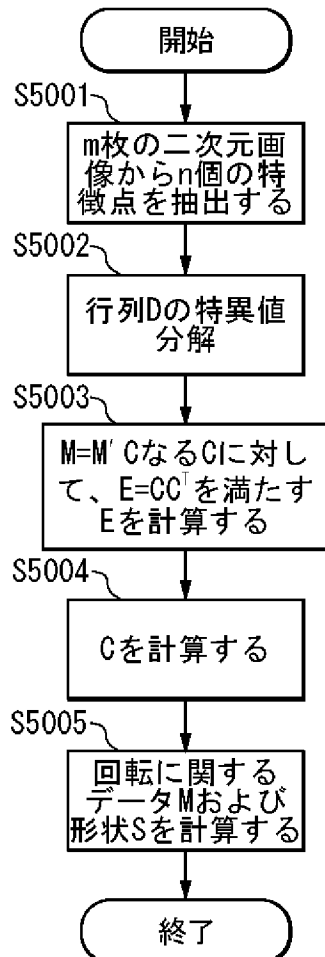 開始
S5001
m枚の二次元画
像からn個の特
徴点を抽出する
S5002
行列Dの特異値
分解
S5003
M=M′CなるCに対し
て、E=CCᵀを満たす
Eを計算する
S5004
Cを計算する
S5005
回転に関する
データMおよび
形状Sを計算する
終了